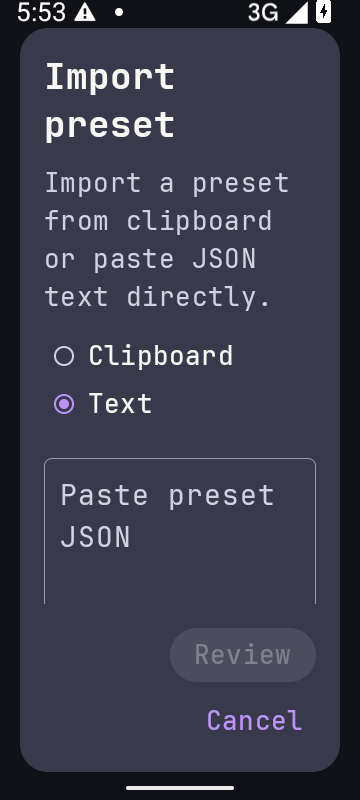 5:53 3G
Import
preset
Import a preset
from clipboard
or paste JSON
text directly.
Clipboard
Text
Paste preset
JSON
Review
Cancel